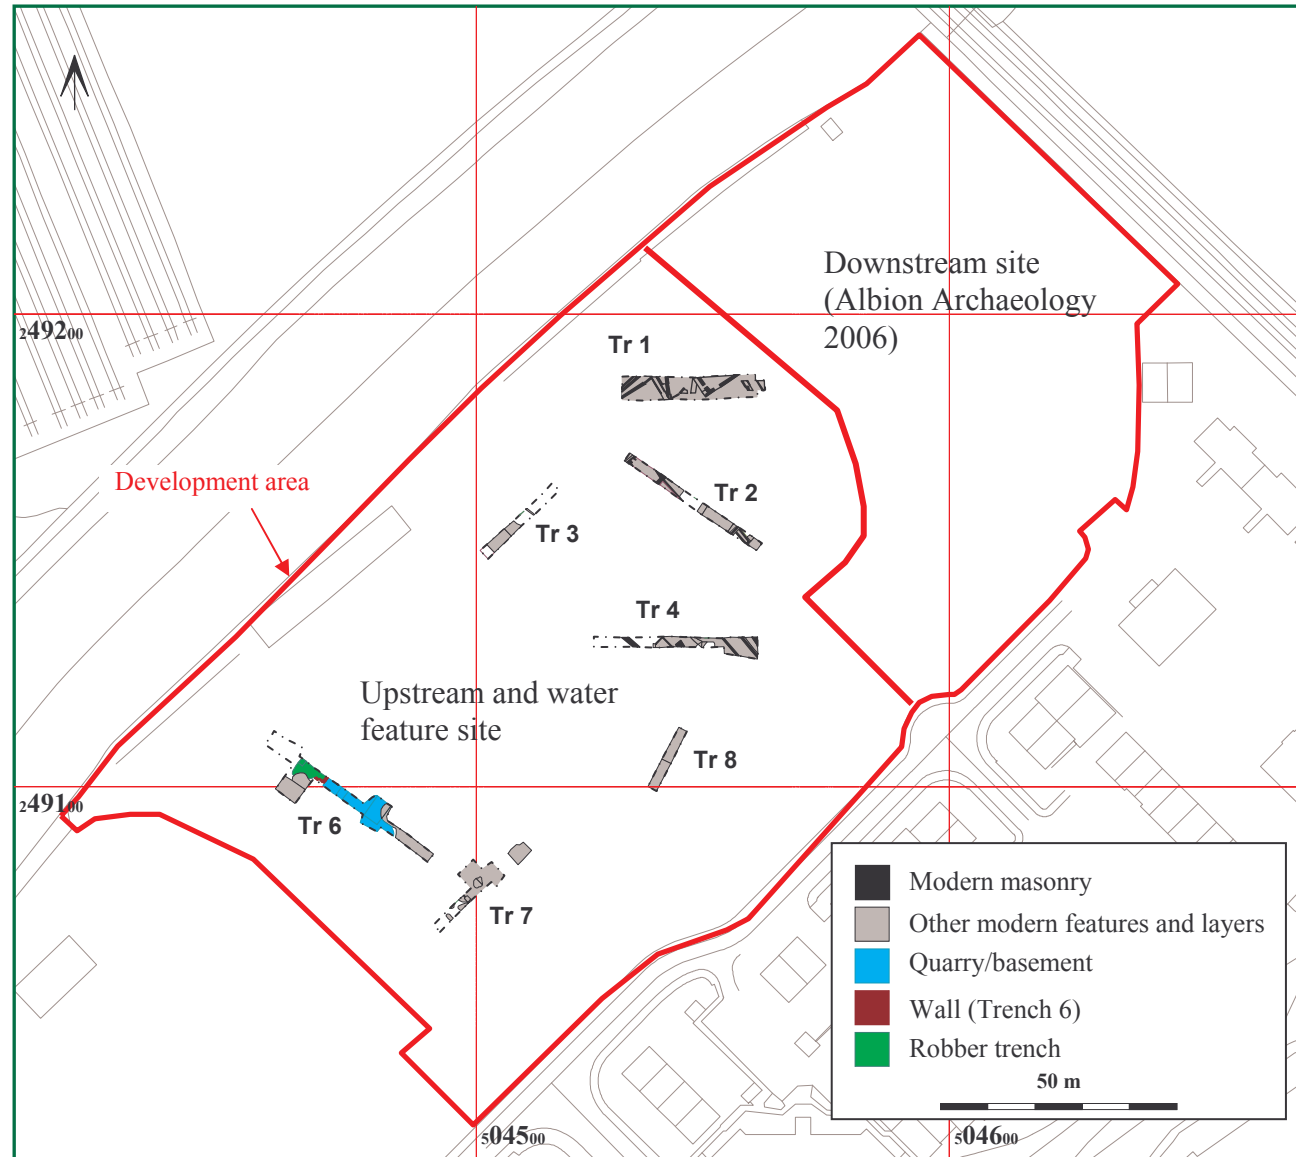 Downstream site
(Albion Archaeology
2006)
249200
Tr 1
Development area
Tr 2
Tr 3
Tr 4
Upstream and water
feature site
Tr 8
249100
Tr 6
Tr 7
Modern masonry
Other modern features and layers
Quarry/basement
Wall (Trench 6)
Robber trench
50 m
504500
504600